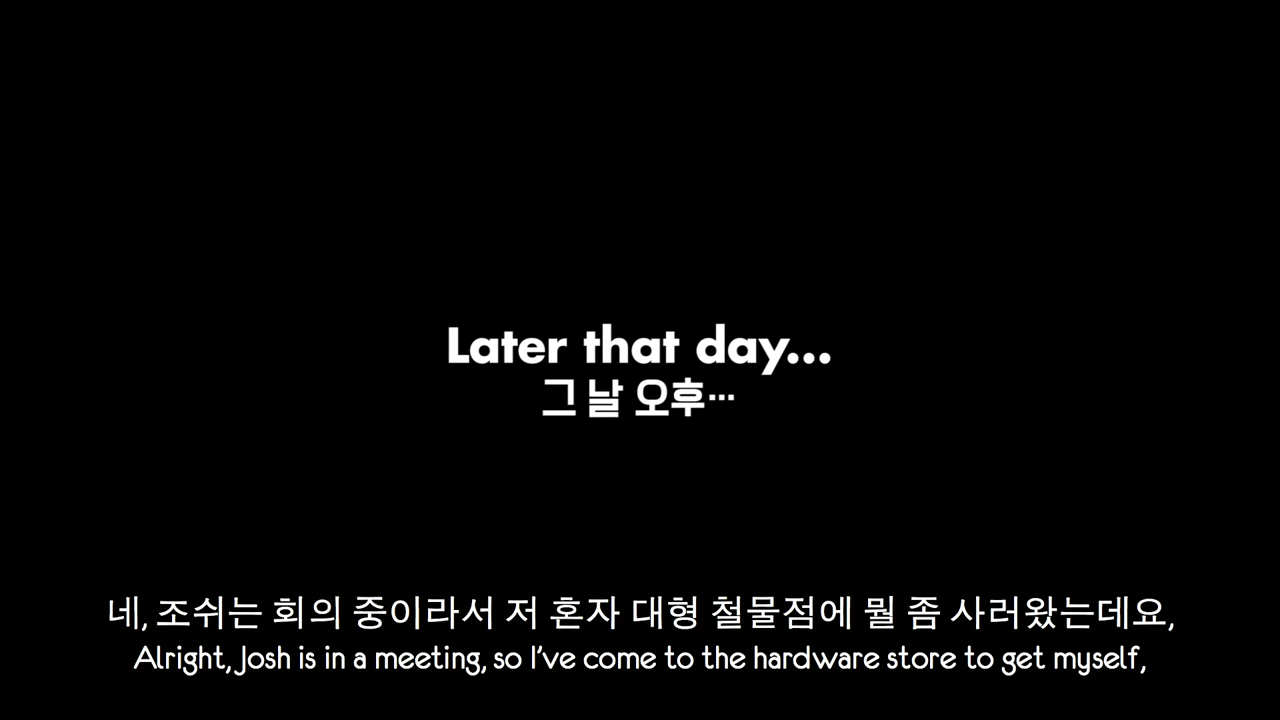 Later that day...
그 날 오후…
네, 조쉬는 회의 중이라서 저 혼자 대형 철물점에 뭘 좀 사러왔는데요,
Alright, Josh is in a meeting, so I've come to the hardware store to get myself,